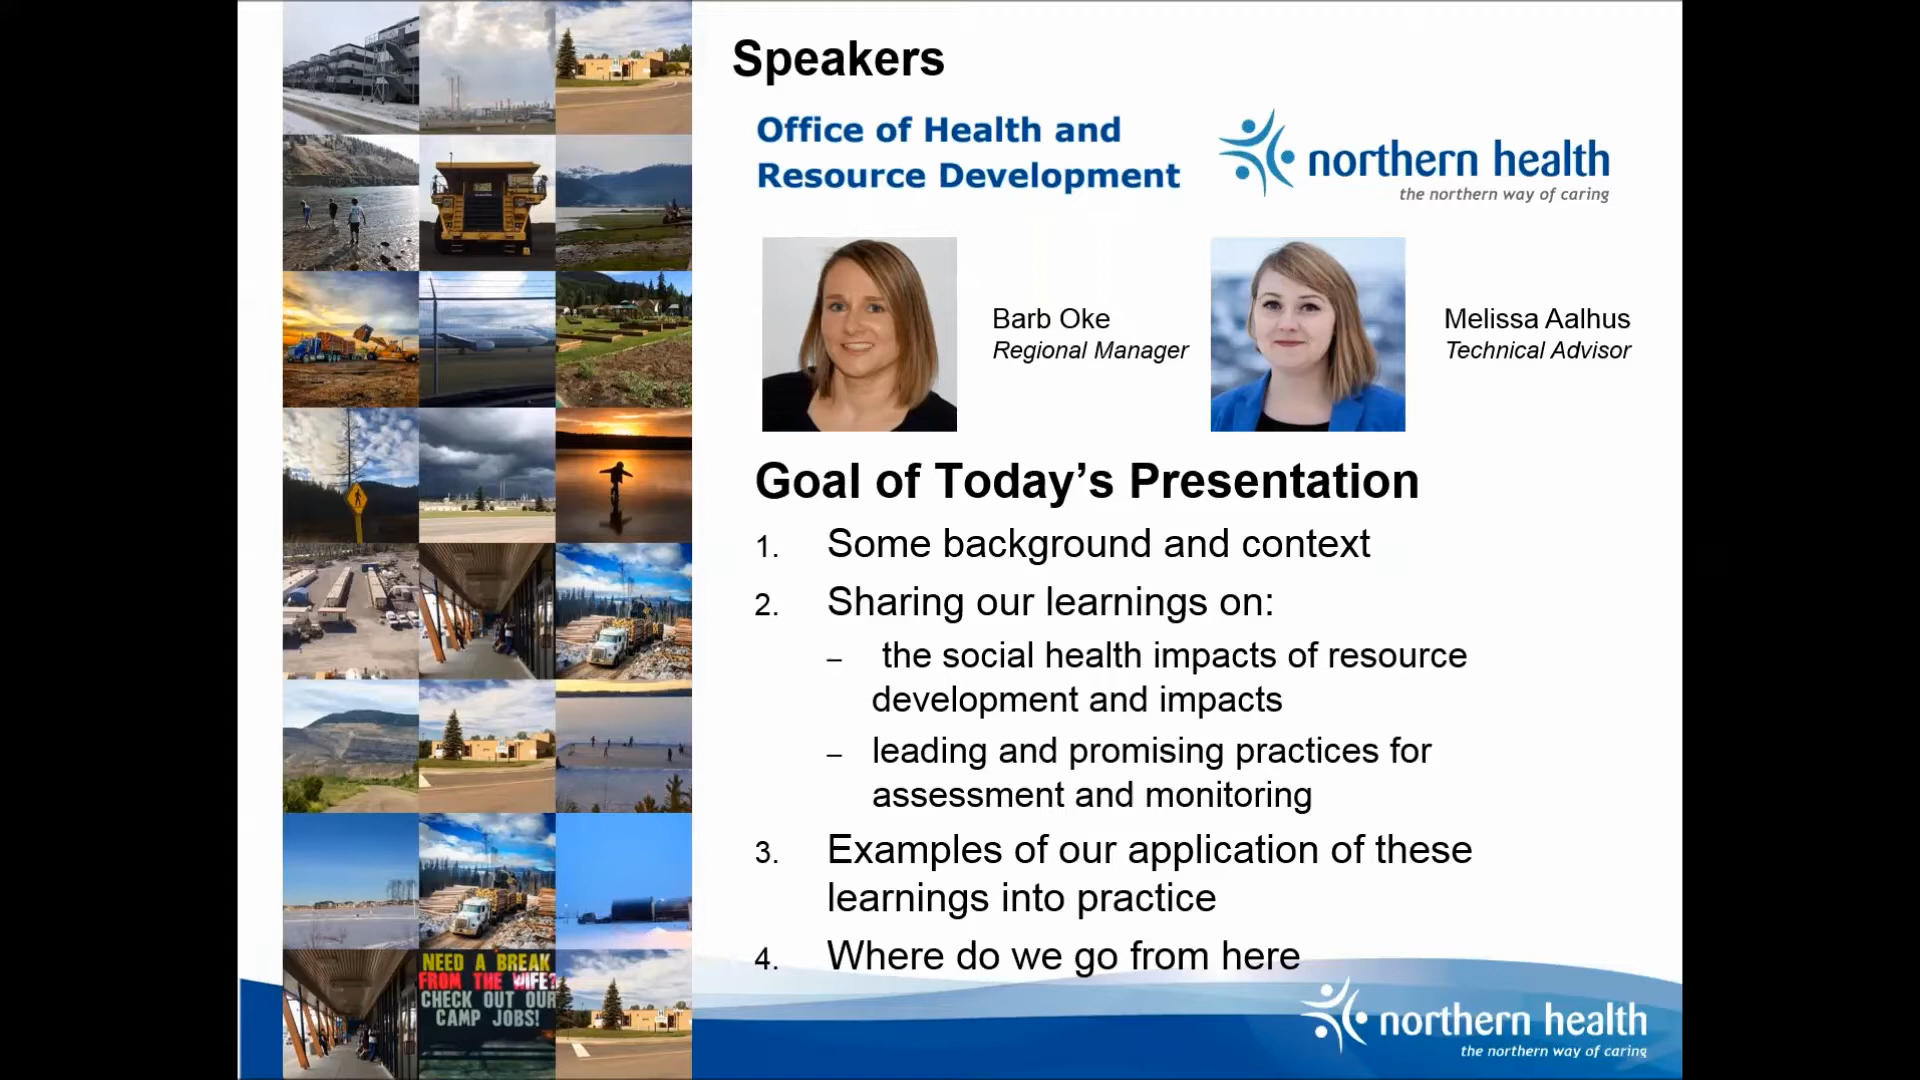 Speakers
Office of Health and
Resource Development
northern health
the northern way of caring
Barb Oke
Regional Manager
Melissa Aalhus
Technical Advisor
Goal of Today's Presentation
1. Some background and context
2. Sharing our learnings on:
– the social health impacts of resource
development and impacts
– leading and promising practices for
assessment and monitoring
3. Examples of our application of these
learnings into practice
4. Where do we go from here
NEED A BREAK
FROM THE WIFE?
CHECK OUT OUR
CAMP JOBS!
northern health
the northern way of caring